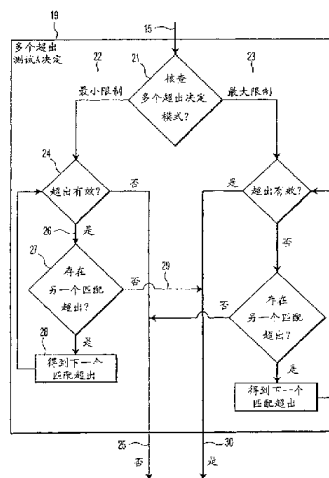 19
15
多个超出
测试&决定
22
21
23
核查
多个超出决定
模式?
最小限制
最大限制
24
超出有效?
否
是
超出有效?
26
是
27
否
存在
另一个匹配
超出?
否
29
否
存在
另一个匹配
超出?
28
是
是
得到下一个
匹配超出
得到下一个
匹配超出
25
30
否
是